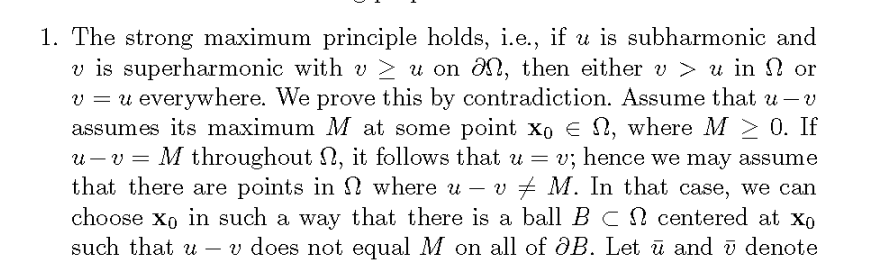 1. The strong maximum principle holds, i.e., if u is subharmonic and
v is superharmonic with v ≥ u on ∂Ω, then either v > u in Ω or
v = u everywhere. We prove this by contradiction. Assume that u − v
assumes its maximum M at some point x₀ ∈ Ω, where M ≥ 0. If
u − v = M throughout Ω, it follows that u = v; hence we may assume
that there are points in Ω where u − v ≠ M. In that case, we can
choose x₀ in such a way that there is a ball B ⊂ Ω centered at x₀
such that u − v does not equal M on all of ∂B. Let ū and v̄ denote